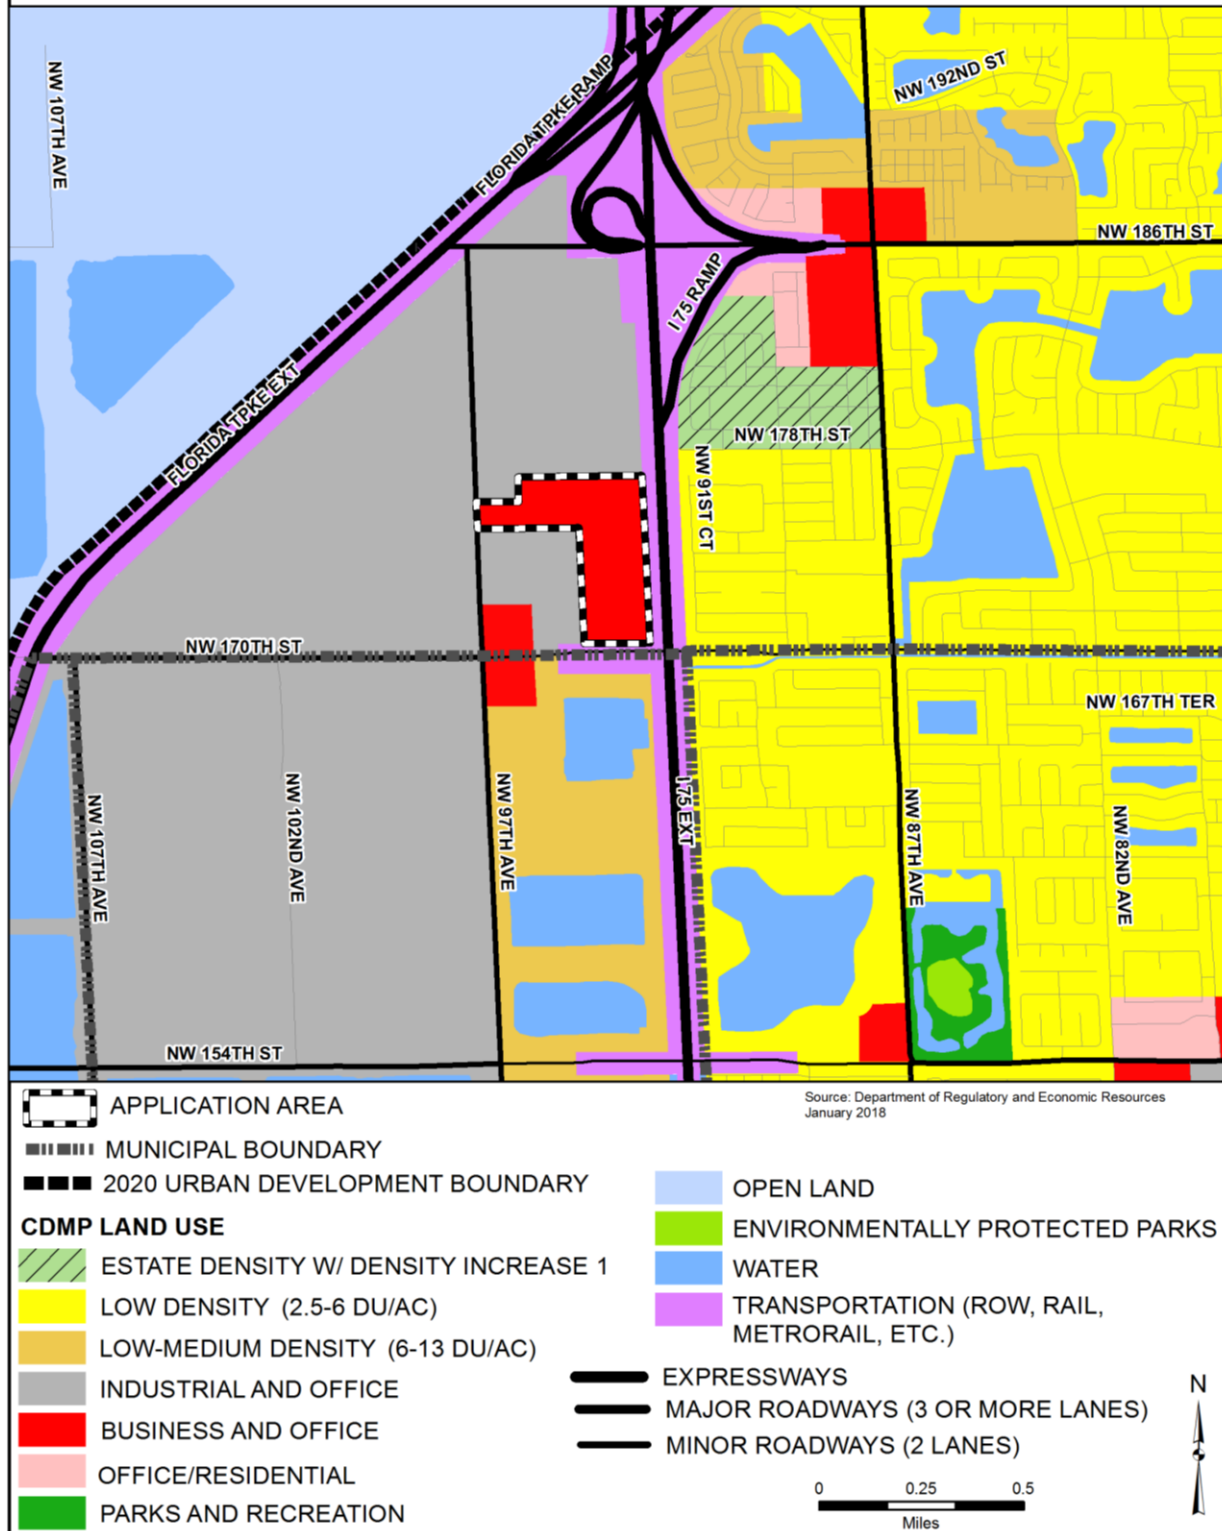 NW 107TH AVE
FLORIDA TPKE RAMP
NW 192ND ST
NW 186TH ST
I 75 RAMP
FLORIDA TPKE EXT
NW 178TH ST
NW 91ST CT
NW 170TH ST
NW 167TH TER
NW 107TH AVE
NW 102ND AVE
NW 97TH AVE
I 75 EXT
NW 87TH AVE
NW 82ND AVE
NW 154TH ST
Source: Department of Regulatory and Economic Resources
January 2018
APPLICATION AREA
MUNICIPAL BOUNDARY
2020 URBAN DEVELOPMENT BOUNDARY
CDMP LAND USE
ESTATE DENSITY W/ DENSITY INCREASE 1
LOW DENSITY (2.5-6 DU/AC)
LOW-MEDIUM DENSITY (6-13 DU/AC)
INDUSTRIAL AND OFFICE
BUSINESS AND OFFICE
OFFICE/RESIDENTIAL
PARKS AND RECREATION
OPEN LAND
ENVIRONMENTALLY PROTECTED PARKS
WATER
TRANSPORTATION (ROW, RAIL,
METRORAIL, ETC.)
EXPRESSWAYS
MAJOR ROADWAYS (3 OR MORE LANES)
MINOR ROADWAYS (2 LANES)
N
0 0.25 0.5
Miles